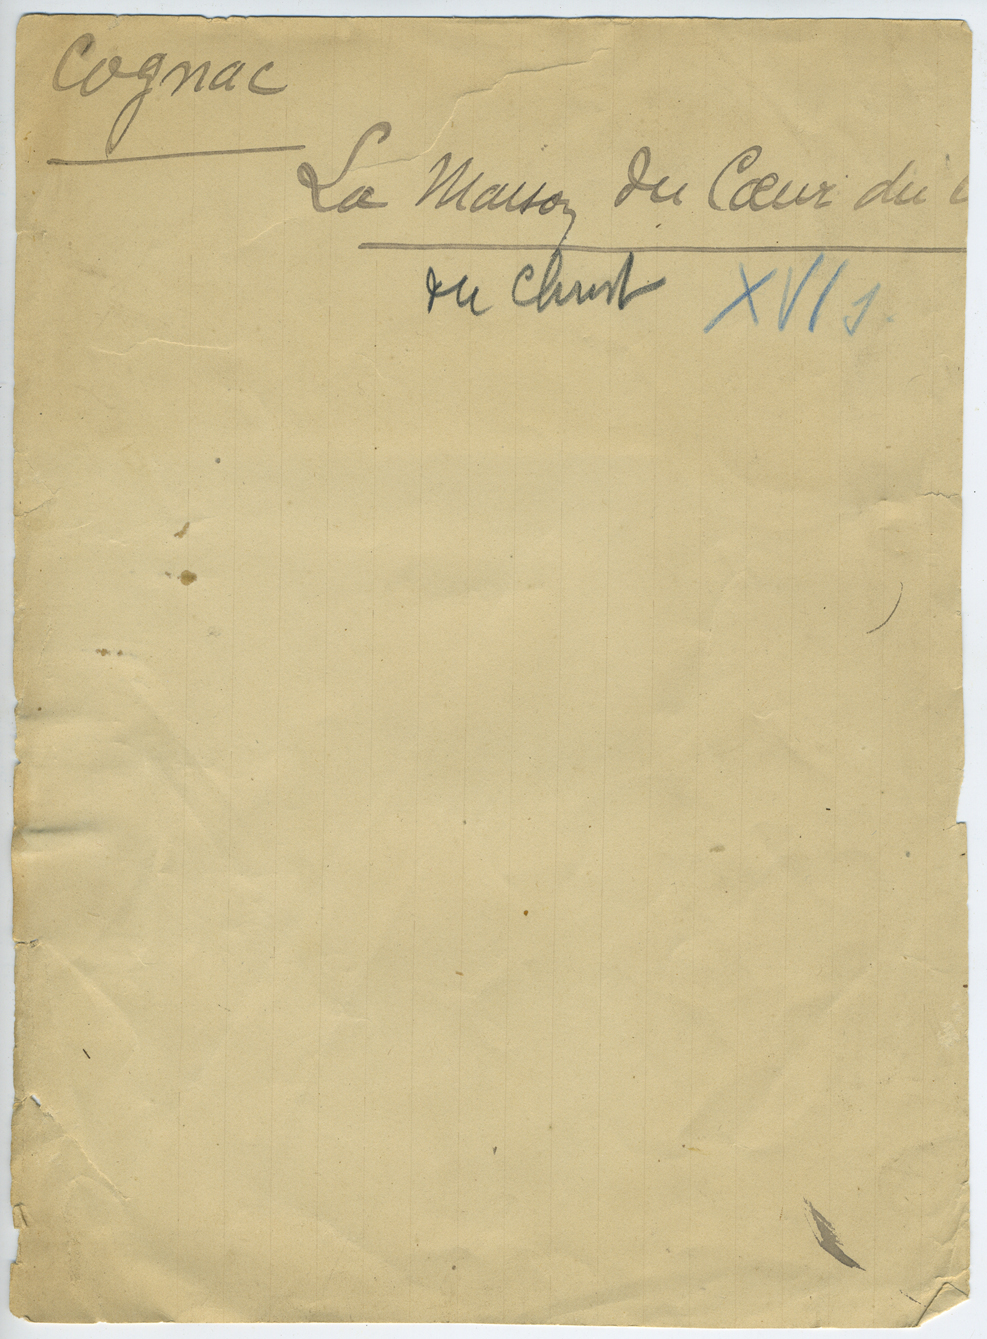 Cognac
La Maison du Cœur du
du Christ XVI s